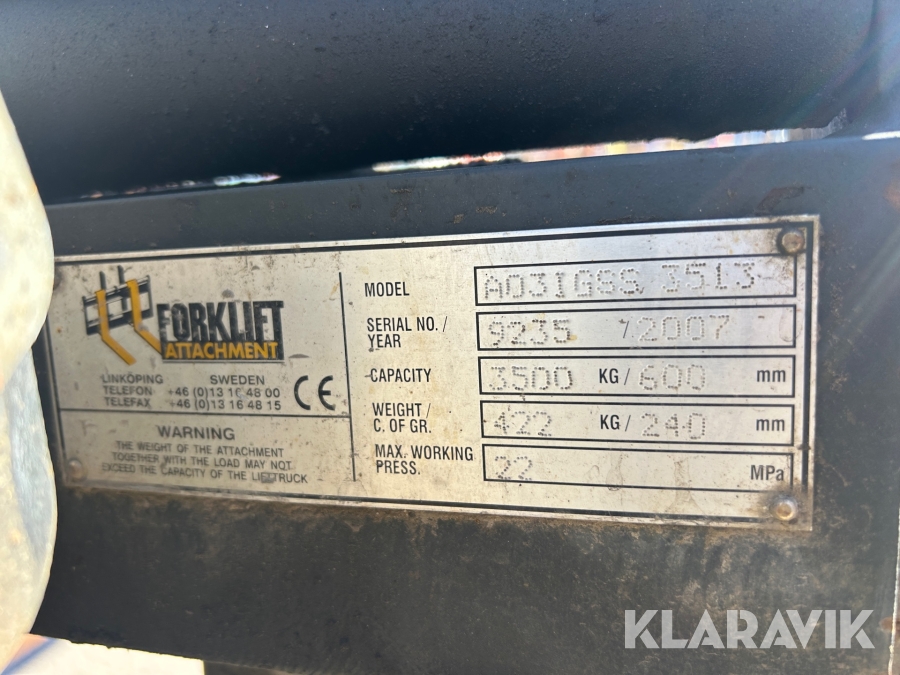 FORKLIFT
ATTACHMENT
LINKÖPING SWEDEN
TELEFON +46 (0)13 16 48 00
TELEFAX +46 (0)13 16 48 15
CE
WARNING
THE WEIGHT OF THE ATTACHMENT
TOGETHER WITH THE LOAD MAY NOT
EXCEED THE CAPACITY OF THE LIFTTRUCK
MODEL A03IGSS 3513
SERIAL NO. / YEAR 9235 / 2007
CAPACITY 3500 KG / 600 mm
WEIGHT / C. OF GR. 422 KG / 240 mm
MAX. WORKING PRESS. 22 MPa
KLARAVIK